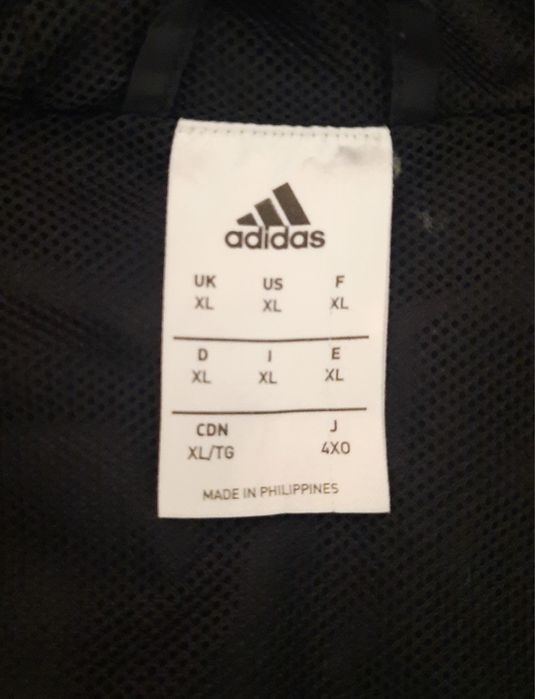 adidas
UK US F
XL XL XL
D I E
XL XL XL
CDN J
XL/TG 4XO
MADE IN PHILIPPINES